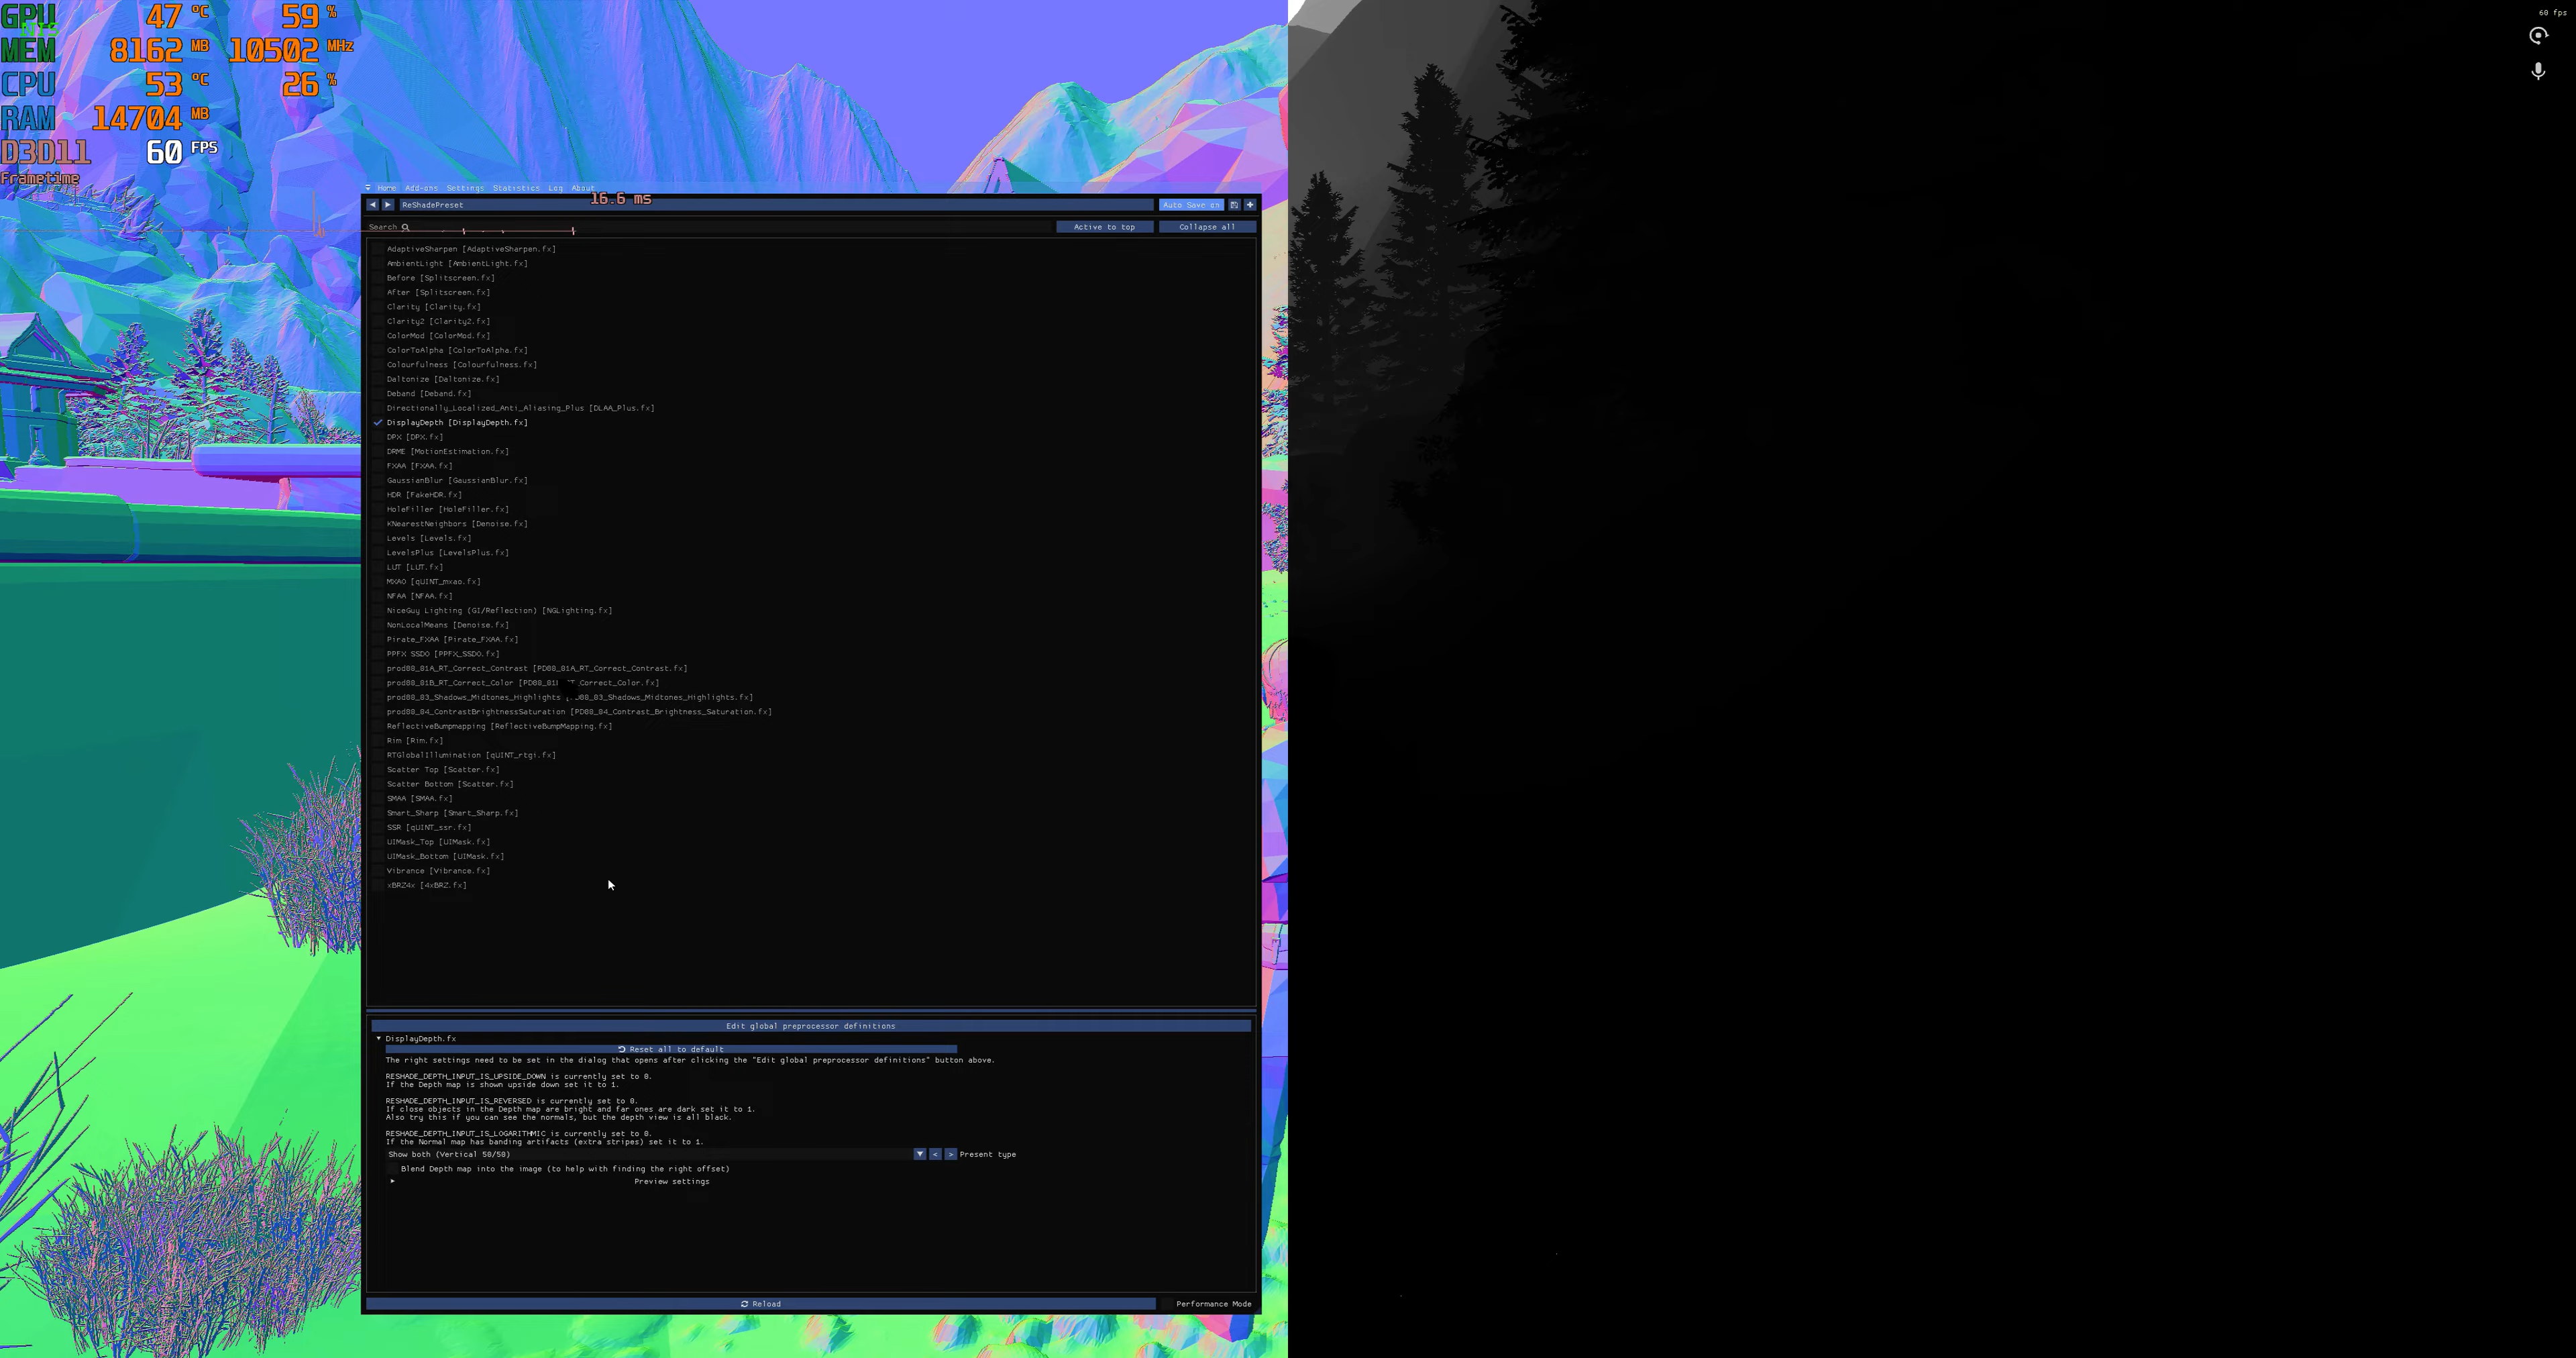 GPU 47 °C 59 %
MEM 8162 MB 10502 MHz
CPU 53 °C 26 %
RAM 14704 MB
D3D11 60 FPS
Frametime
16.6 ms
60 fps
Home Add-ons Settings Statistics Log About
ReShadePreset Auto Save on
Search Active to top Collapse all
AdaptiveSharpen [AdaptiveSharpen.fx]
AmbientLight [AmbientLight.fx]
Before [Splitscreen.fx]
After [Splitscreen.fx]
Clarity [Clarity.fx]
Clarity2 [Clarity2.fx]
ColorMod [ColorMod.fx]
ColorToAlpha [ColorToAlpha.fx]
Colourfulness [Colourfulness.fx]
Daltonize [Daltonize.fx]
Deband [Deband.fx]
Directionally_Localized_Anti_Aliasing_Plus [DLAA_Plus.fx]
DisplayDepth [DisplayDepth.fx]
DPX [DPX.fx]
DRME [MotionEstimation.fx]
FXAA [FXAA.fx]
GaussianBlur [GaussianBlur.fx]
HDR [FakeHDR.fx]
HoleFiller [HoleFiller.fx]
KNearestNeighbors [Denoise.fx]
Levels [Levels.fx]
LevelsPlus [LevelsPlus.fx]
LUT [LUT.fx]
MXAO [qUINT_mxao.fx]
NFAA [NFAA.fx]
NiceGuy Lighting (GI/Reflection) [NGLighting.fx]
NonLocalMeans [Denoise.fx]
Pirate_FXAA [Pirate_FXAA.fx]
PPFX SSDO [PPFX_SSDO.fx]
prod80_01A_RT_Correct_Contrast [PD80_01A_RT_Correct_Contrast.fx]
prod80_01B_RT_Correct_Color [PD80_01 T_Correct_Color.fx]
prod80_03_Shadows_Midtones_Highlights 80_03_Shadows_Midtones_Highlights.fx]
prod80_04_ContrastBrightnessSaturation [PD80_04_Contrast_Brightness_Saturation.fx]
ReflectiveBumpmapping [ReflectiveBumpMapping.fx]
Rim [Rim.fx]
RTGlobalIllumination [qUINT_rtgi.fx]
Scatter Top [Scatter.fx]
Scatter Bottom [Scatter.fx]
SMAA [SMAA.fx]
Smart_Sharp [Smart_Sharp.fx]
SSR [qUINT_ssr.fx]
UIMask_Top [UIMask.fx]
UIMask_Bottom [UIMask.fx]
Vibrance [Vibrance.fx]
xBRZ4x [4xBRZ.fx]
Edit global preprocessor definitions
DisplayDepth.fx
Reset all to default
The right settings need to be set in the dialog that opens after clicking the "Edit global preprocessor definitions" button above.
RESHADE_DEPTH_INPUT_IS_UPSIDE_DOWN is currently set to 0.
If the Depth map is shown upside down set it to 1.
RESHADE_DEPTH_INPUT_IS_REVERSED is currently set to 0.
If close objects in the Depth map are bright and far ones are dark set it to 1.
Also try this if you can see the normals, but the depth view is all black.
RESHADE_DEPTH_INPUT_IS_LOGARITHMIC is currently set to 0.
If the Normal map has banding artifacts (extra stripes) set it to 1.
Show both (Vertical 50/50) < > Present type
Blend Depth map into the image (to help with finding the right offset)
Preview settings
Reload Performance Mode